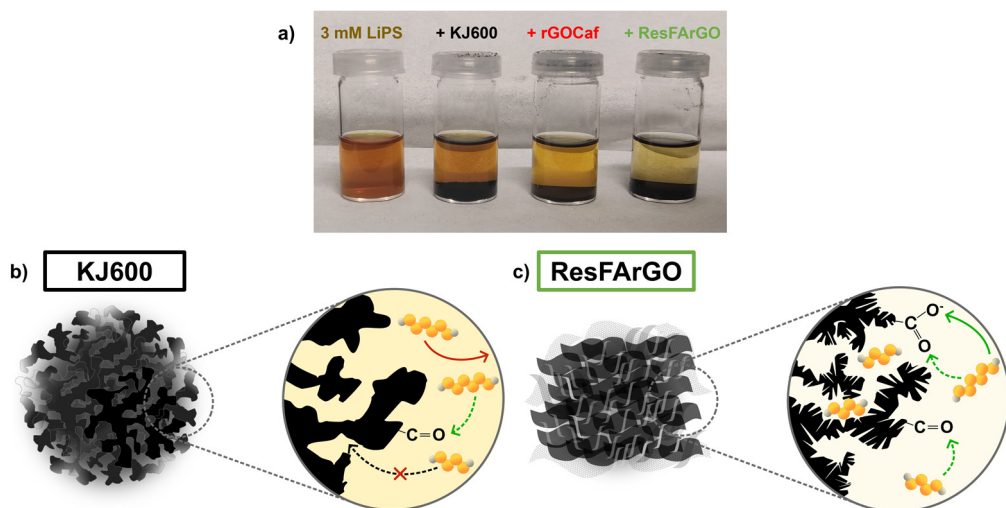 a)
3 mM LiPS + KJ600 + rGOCaf + ResFArGO
b) KJ600
c) ResFArGO
C=O
O-
C
O
C=O